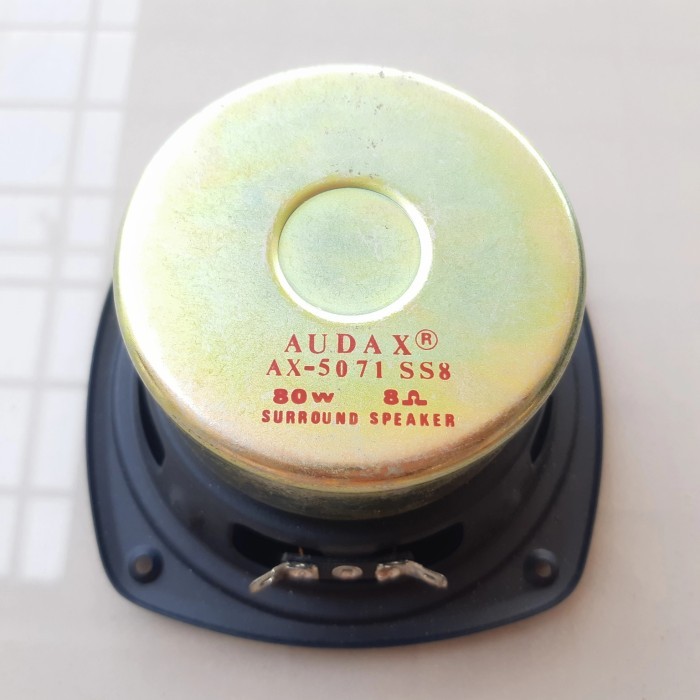 AUDAX®
AX-5071 SS8
80W 8Ω
SURROUND SPEAKER